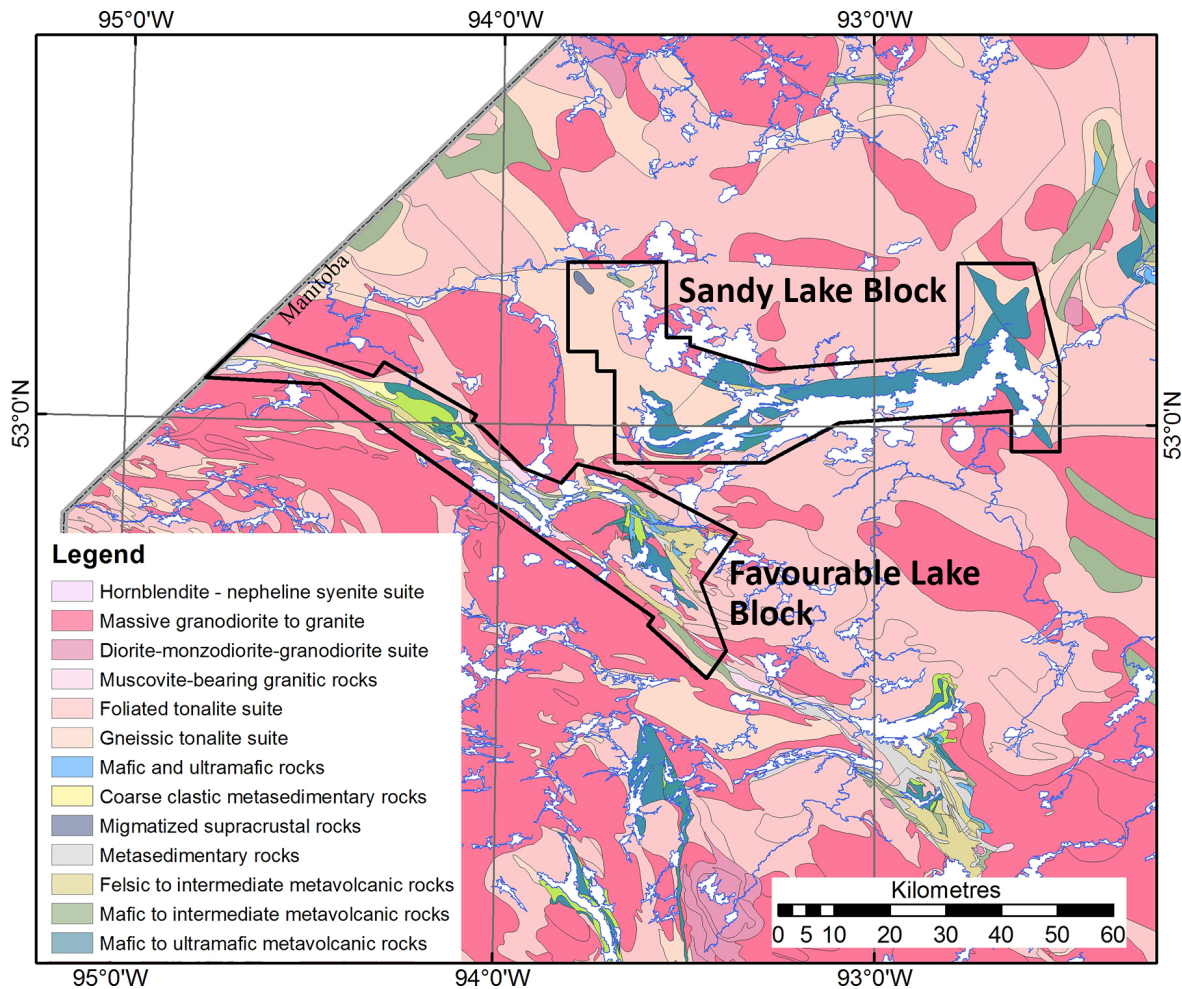 95°0'W 94°0'W 93°0'W
Manitoba
Sandy Lake Block
53°0'N
53°0'N
Favourable Lake
Block
Legend
Hornblendite - nepheline syenite suite
Massive granodiorite to granite
Diorite-monzodiorite-granodiorite suite
Muscovite-bearing granitic rocks
Foliated tonalite suite
Gneissic tonalite suite
Mafic and ultramafic rocks
Coarse clastic metasedimentary rocks
Migmatized supracrustal rocks
Metasedimentary rocks
Felsic to intermediate metavolcanic rocks
Mafic to intermediate metavolcanic rocks
Mafic to ultramafic metavolcanic rocks
Kilometres
0 5 10 20 30 40 50 60
95°0'W 94°0'W 93°0'W